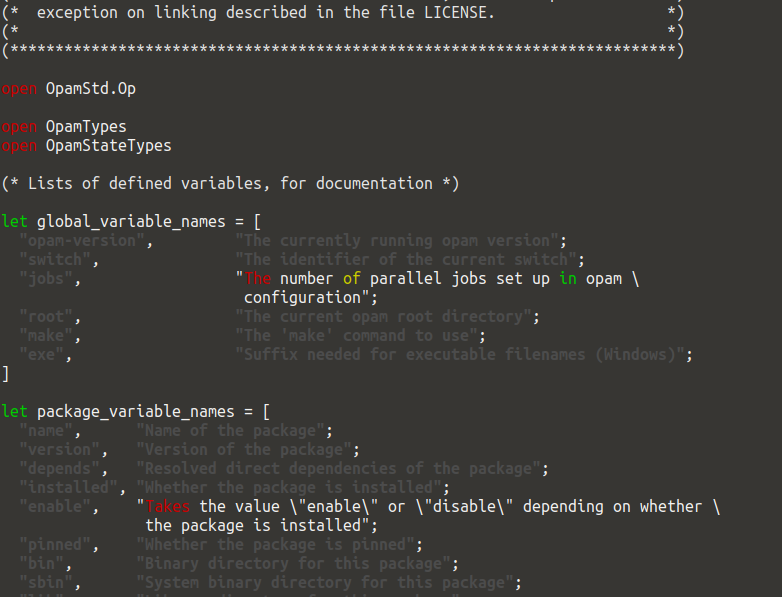 (*  exception on linking described in the file LICENSE.                   *)
(*                                                                        *)
(**************************************************************************)
open OpamStd.Op
open OpamTypes
open OpamStateTypes
(* Lists of defined variables, for documentation *)
let global_variable_names = [
  "opam-version",         "The currently running opam version";
  "switch",               "The identifier of the current switch";
  "jobs",                 "The number of parallel jobs set up in opam \
                           configuration";
  "root",                 "The current opam root directory";
  "make",                 "The 'make' command to use";
  "exe",                  "Suffix needed for executable filenames (Windows)";
]
let package_variable_names = [
  "name",      "Name of the package";
  "version",   "Version of the package";
  "depends",   "Resolved direct dependencies of the package";
  "installed", "Whether the package is installed";
  "enable",    "Takes the value \"enable\" or \"disable\" depending on whether \
                the package is installed";
  "pinned",    "Whether the package is pinned";
  "bin",       "Binary directory for this package";
  "sbin",      "System binary directory for this package";